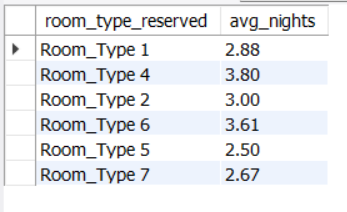 room_type_reserved avg_nights
Room_Type 1 2.88
Room_Type 4 3.80
Room_Type 2 3.00
Room_Type 6 3.61
Room_Type 5 2.50
Room_Type 7 2.67